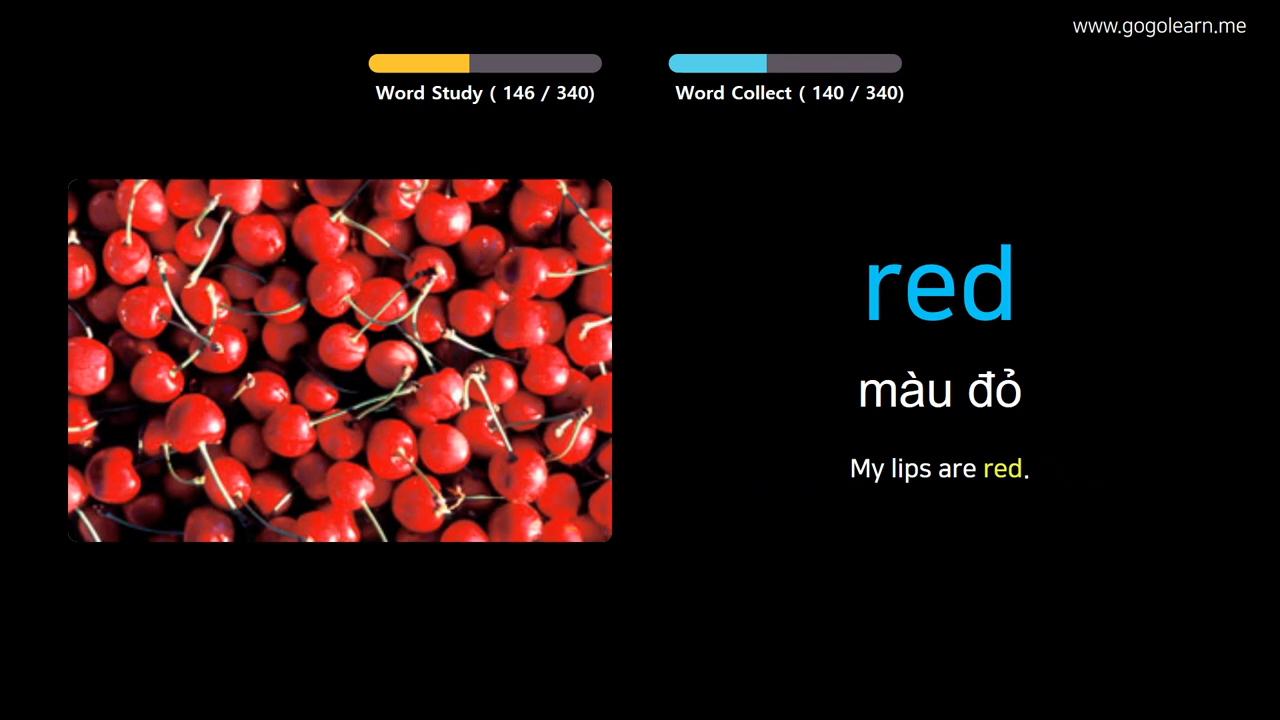 www.gogolearn.me
Word Study ( 146 / 340)
Word Collect ( 140 / 340)
red
màu đỏ
My lips are red.